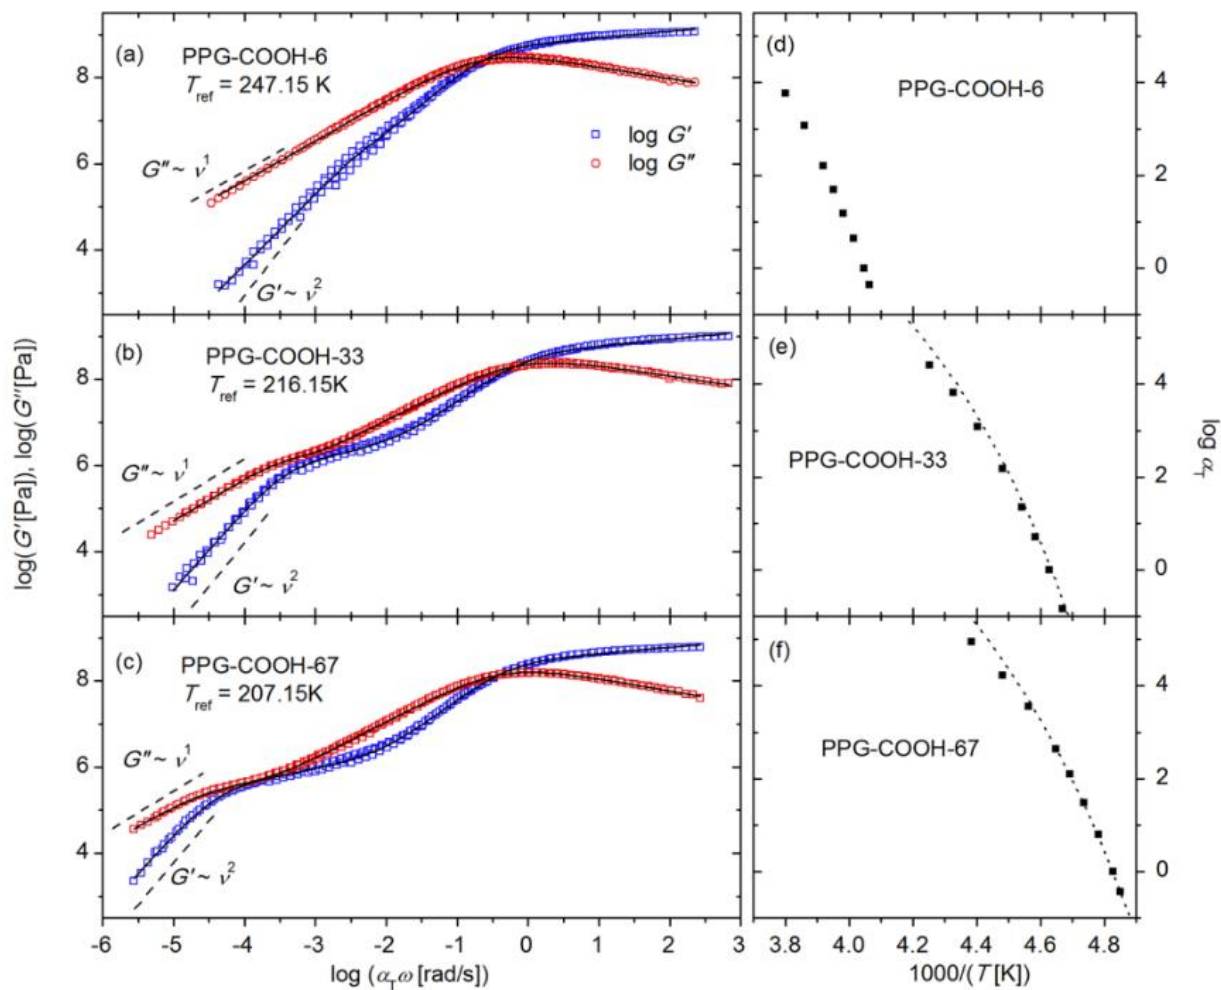 (a) PPG-COOH-6
T_ref = 247.15 K
G'' ~ ν^1
G' ~ ν^2
log G'
log G''
8
6
4
(d)
PPG-COOH-6
4
2
0
(b) PPG-COOH-33
T_ref = 216.15K
G'' ~ ν^1
G' ~ ν^2
8
6
4
(e)
PPG-COOH-33
4
2
0
(c) PPG-COOH-67
T_ref = 207.15K
G'' ~ ν^1
G' ~ ν^2
8
6
4
(f)
PPG-COOH-67
4
2
0
log(G'[Pa]), log(G''[Pa])
log α_T
-6 -5 -4 -3 -2 -1 0 1 2 3
log (α_Tω [rad/s])
3.8 4.0 4.2 4.4 4.6 4.8
1000/(T [K])